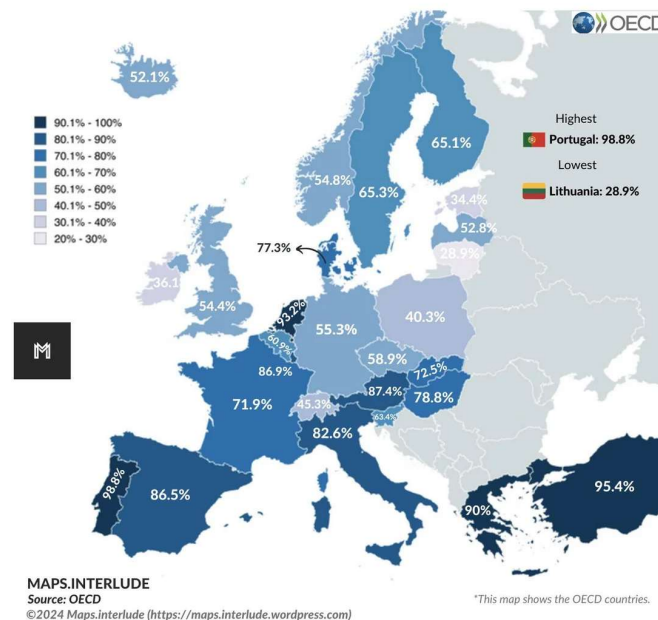 OECD
52.1%
90.1% - 100%
80.1% - 90%
70.1% - 80%
60.1% - 70%
50.1% - 60%
40.1% - 50%
30.1% - 40%
20% - 30%
Highest
Portugal: 98.8%
Lowest
Lithuania: 28.9%
65.1%
54.8%
65.3%
34.4%
52.8%
28.9%
77.3%
36.1
54.4%
93.2%
60.9%
55.3%
40.3%
58.9%
86.9%
72.5%
87.4%
78.8%
71.9%
45.3%
63.4%
82.6%
98.8%
86.5%
90%
95.4%
M
MAPS.INTERLUDE
Source: OECD
©2024 Maps.interlude (https://maps.interlude.wordpress.com)
*This map shows the OECD countries.